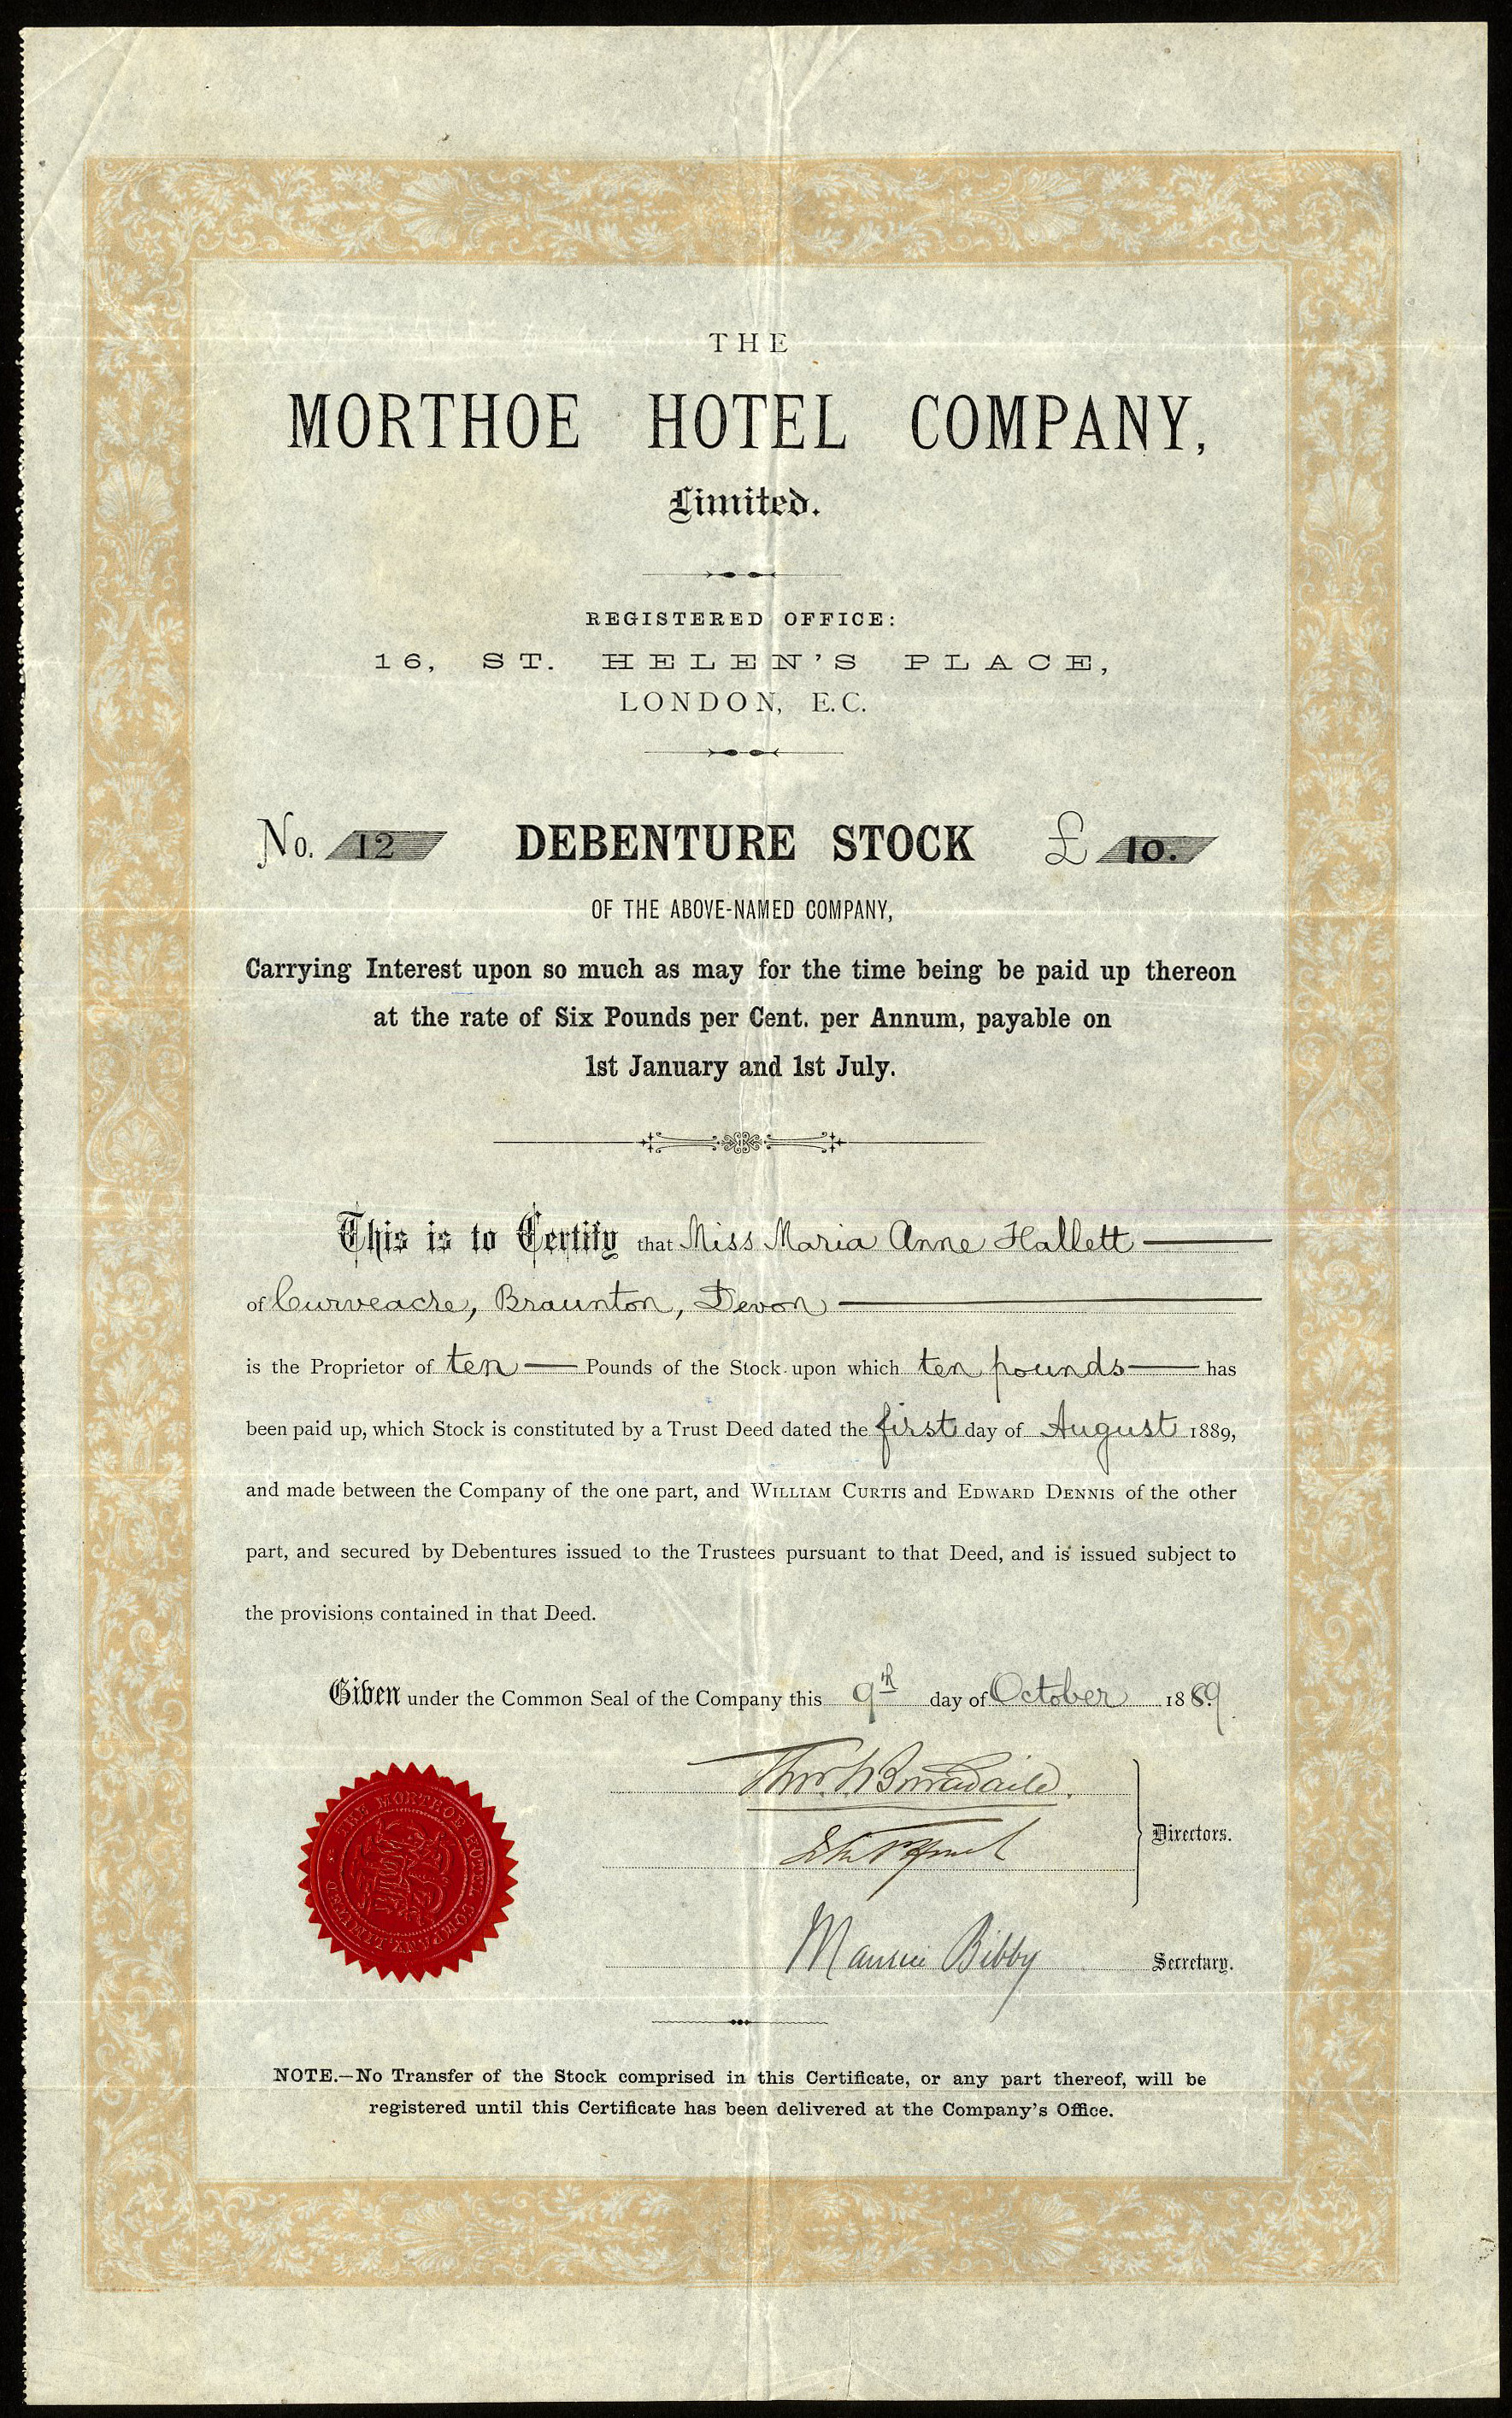 THE
MORTHOE HOTEL COMPANY,
Limited.
REGISTERED OFFICE:
16, ST. HELEN'S PLACE,
LONDON, E.C.
No. 12 DEBENTURE STOCK £ 10.
OF THE ABOVE-NAMED COMPANY,
Carrying Interest upon so much as may for the time being be paid up thereon
at the rate of Six Pounds per Cent. per Annum, payable on
1st January and 1st July.
This is to Certify that Miss Maria Anne Hallett
of Curveacre, Braunton, Devon
is the Proprietor of ten Pounds of the Stock upon which ten pounds has
been paid up, which Stock is constituted by a Trust Deed dated the first day of August 1889,
and made between the Company of the one part, and WILLIAM CURTIS and EDWARD DENNIS of the other
part, and secured by Debentures issued to the Trustees pursuant to that Deed, and is issued subject to
the provisions contained in that Deed.
Given under the Common Seal of the Company this 9th day of October 1889.
Directors.
THE MORTHOE HOTEL COMPANY, LIMITED
Maurice Bibby Secretary.
NOTE.—No Transfer of the Stock comprised in this Certificate, or any part thereof, will be
registered until this Certificate has been delivered at the Company's Office.